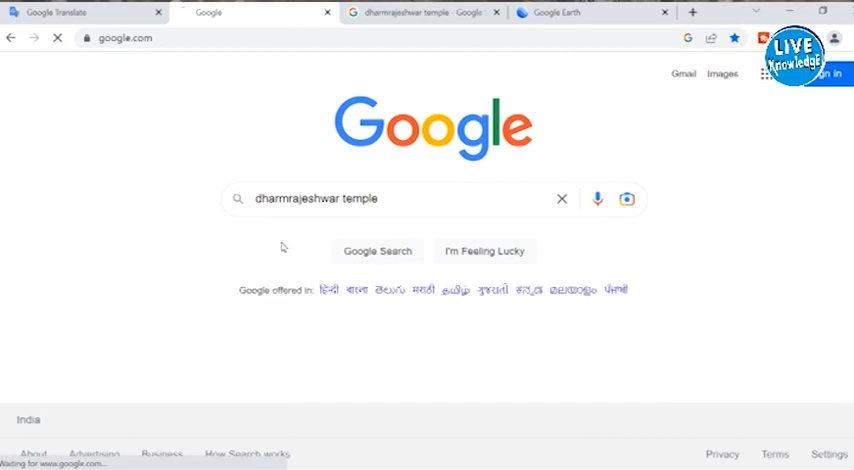 Google Translate
Google
dharmrajeshwar temple - Google
Google Earth
google.com
LIVE
KnowledgE
Gmail Images
Google
dharmrajeshwar temple
Google Search I'm Feeling Lucky
Google offered in: हिन्दी বাংলা తెలుగు मराठी தமிழ் ગુજરાતી ಕನ್ನಡ മലയാളം ਪੰਜਾਬੀ
India
About Advertising Business How Search works
Privacy Terms Settings
Waiting for www.google.com...